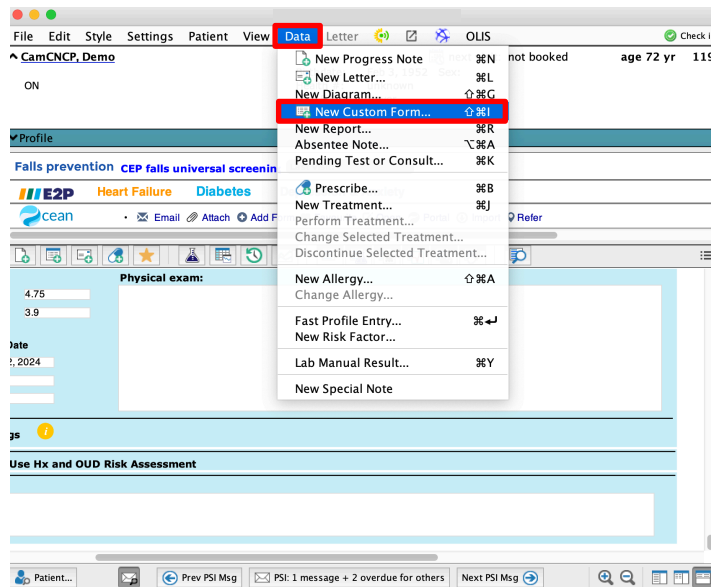 File Edit Style Settings Patient View Data Letter OLIS Check i
CamCNCP, Demo not booked age 72 yr 119
ON
New Progress Note ⌘N
New Letter... ⌘L
New Diagram... ⇧⌘G
New Custom Form... ⇧⌘I
New Report... ⌘R
Absentee Note... ⌥⌘A
Pending Test or Consult... ⌘K
Prescribe... ⌘B
New Treatment... ⌘J
Perform Treatment...
Change Selected Treatment...
Discontinue Selected Treatment...
New Allergy... ⇧⌘A
Change Allergy...
Fast Profile Entry... ⌘↵
New Risk Factor...
Lab Manual Result... ⌘Y
New Special Note
Profile
Falls prevention CEP falls universal screenin
E2P Heart Failure Diabetes
cean • Email Attach Add F Refer
Physical exam:
4.75
3.9
Date
2, 2024
gs i
Use Hx and OUD Risk Assessment
Patient... Prev PSI Msg PSI: 1 message + 2 overdue for others Next PSI Msg